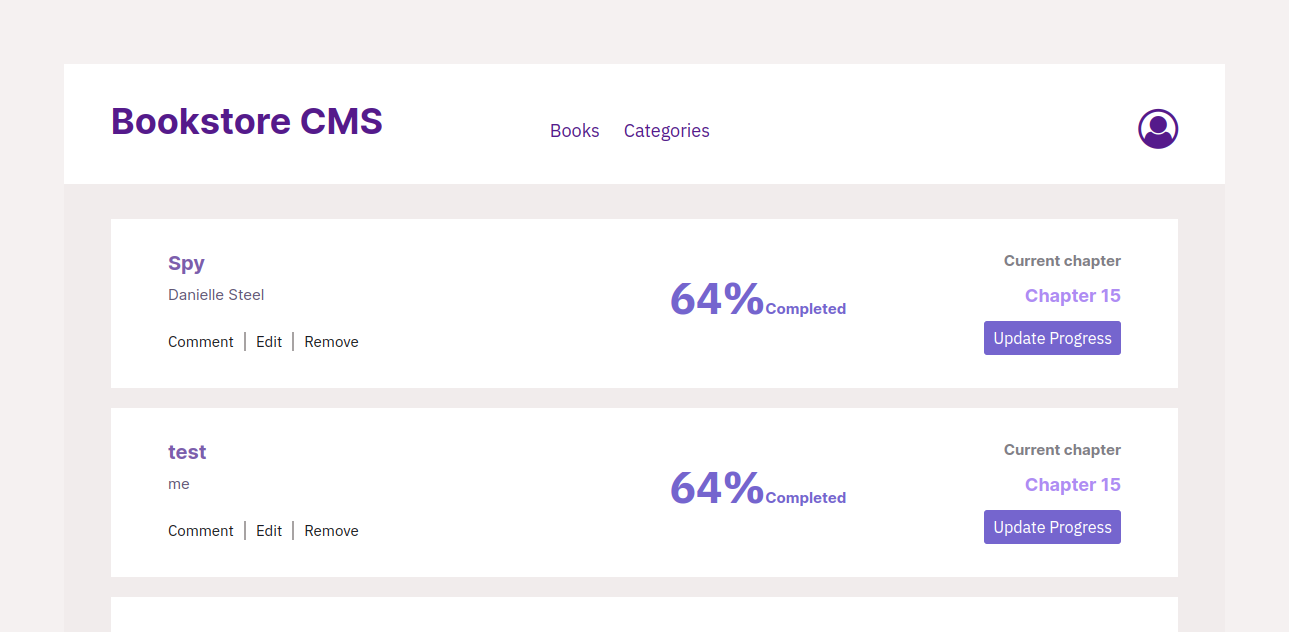 Bookstore CMS
Books Categories
Spy
Danielle Steel
Comment Edit Remove
64% Completed
Current chapter
Chapter 15
Update Progress
test
me
Comment Edit Remove
64% Completed
Current chapter
Chapter 15
Update Progress